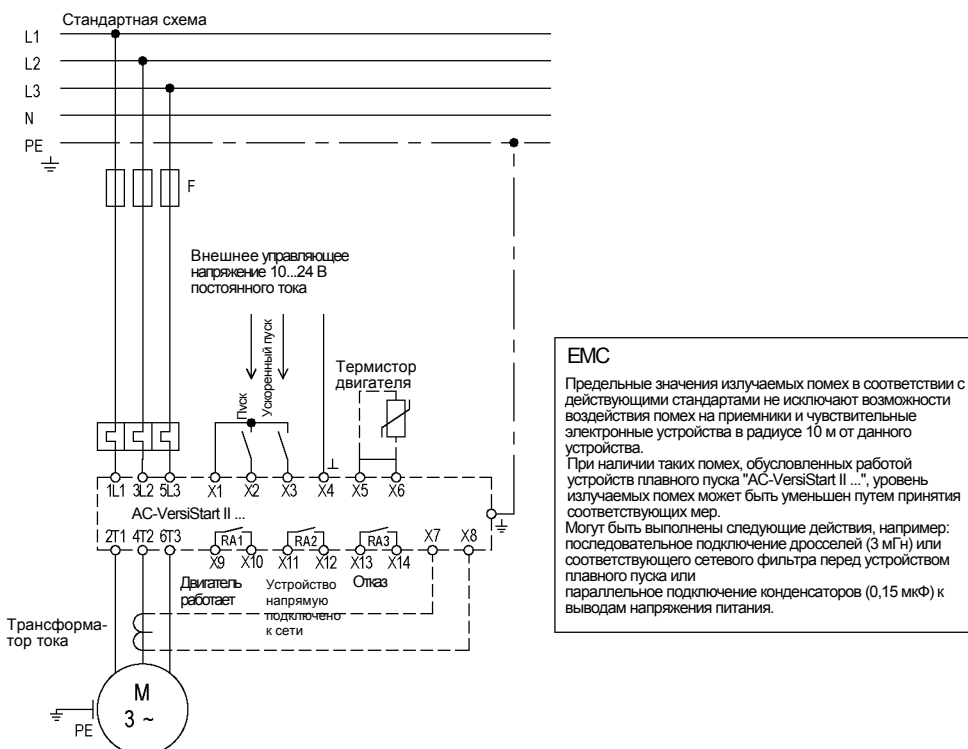 Стандартная схема
L1
L2
L3
N
PE
F
Внешнее управляющее
напряжение 10...24 В
постоянного тока
Пуск
Ускоренный пуск
Термистор
двигателя
1L1 3L2 5L3 X1 X2 X3 X4 ⊥ X5 X6
AC-VersiStart II ...
2T1 4T2 6T3 RA1 RA2 RA3 X7 X8
X9 X10 X11 X12 X13 X14
Двигатель
работает
Устройство
напрямую
подключено
к сети
Отказ
Трансформа-
тор тока
M
3 ~
PE
EMC
Предельные значения излучаемых помех в соответствии с
действующими стандартами не исключают возможности
воздействия помех на приемники и чувствительные
электронные устройства в радиусе 10 м от данного
устройства.
При наличии таких помех, обусловленных работой
устройств плавного пуска "AC-VersiStart II ...", уровень
излучаемых помех может быть уменьшен путем принятия
соответствующих мер.
Могут быть выполнены следующие действия, например:
последовательное подключение дросселей (3 мГн) или
соответствующего сетевого фильтра перед устройством
плавного пуска или
параллельное подключение конденсаторов (0,15 мкФ) к
выводам напряжения питания.